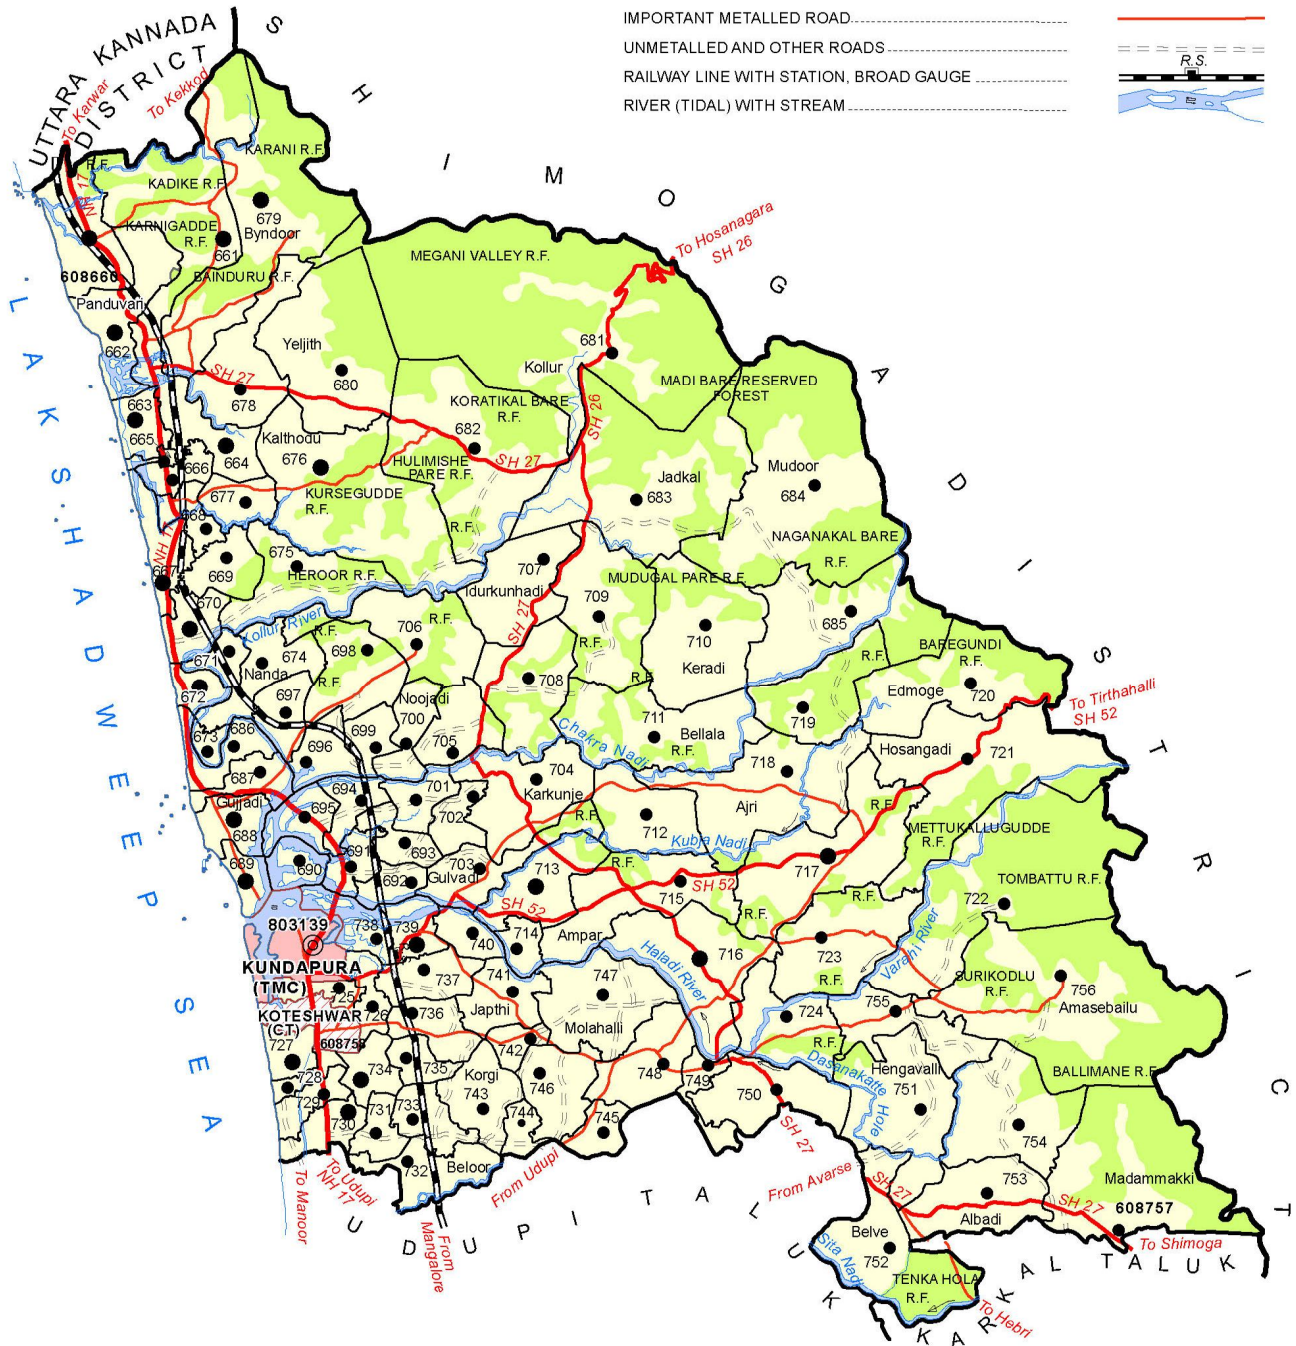 IMPORTANT METALLED ROAD
UNMETALLED AND OTHER ROADS
R.S.
RAILWAY LINE WITH STATION, BROAD GAUGE
RIVER (TIDAL) WITH STREAM
UTTARA KANNADA
DISTRICT
SHIMOGA DISTRICT
To Karwar
To Kekkod
R.F.
KARANI R.F.
KADIKE R.F.
NH 17
KARNIGADDE
R.F.
679
Byndoor
661
608660
BAINDURU R.F.
MEGANI VALLEY R.F.
To Hosanagara
SH 26
Panduvari
662
Yeljith
680
681
Kollur
SH 27
678
MADI BARE RESERVED
FOREST
KORATIKAL BARE
R.F.
SH 26
663
665
666
664
Kalthodu
676
682
HULIMISHE
PARE R.F.
SH 27
Jadkal
683
Mudoor
684
677
KURSEGUDDE
R.F.
668
R.F.
NH 17
NAGANAKAL BARE
R.F.
667
669
675
HEROOR R.F.
707
Idurkunhadi
MUDUGAL PARE R.F.
709
R.F.
710
Keradi
685
670
Kollur River
R.F.
706
R.F.
SH 27
671
674
Nanda
698
R.F.
R.F.
BAREGUNDI
R.F.
672
697
Noojadi
700
708
R.F.
Edmoge
720
719
To Tirthahalli
SH 52
673
686
696
699
705
Chakra Nadi
711
Bellala
R.F.
Hosangadi
721
687
694
701
704
Karkunje
718
Ajri
Gujjadi
688
695
702
R.F.
712
R.F.
Kubja Nadi
METTUKALLUGUDDE
R.F.
689
690
691
693
692
Gulvadi
703
713
R.F.
715
SH 52
717
TOMBATTU R.F.
722
SH 52
R.F.
R.F.
803139
738
739
740
714
Ampar
Haladi River
716
723
Varahi River
KUNDAPURA
(TMC)
737
741
747
R.F.
SURIKODLU
R.F.
756
Amasebailu
725
KOTESHWAR
(CT)
726
736
Japthi
Molahalli
724
755
727
608758
742
R.F.
Dasanakatte Hole
Hengavalli
751
BALLIMANE R.F.
728
734
735
Korgi
743
746
748
749
750
729
730
731
733
744
745
754
SH 27
732
Beloor
To Udupi
NH 17
To Manoor
From Udupi
From Avarse
SH 27
753
Albadi
Madammakki
608757
SH 27
To Shimoga
Belve
752
Sita Nadi
TENKA HOLA
R.F.
To Hebri
From
Mangalore
UDUPI TALUK
KARKAL TALUK
LAKSHADWEEP SEA